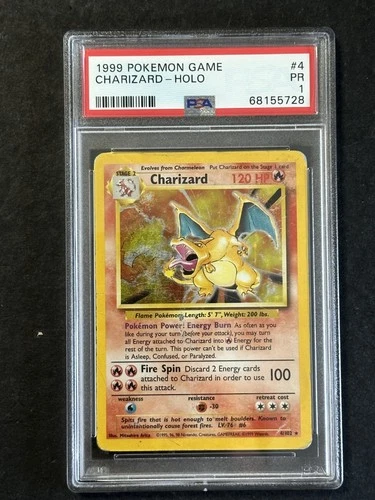 1999 POKEMON GAME #4
CHARIZARD – HOLO PR
1
PSA 68155728
STAGE 2 Evolves from Charmeleon Put Charizard on the Stage 1 card
Charizard 120 HP
Flame Pokémon. Length: 5' 7", Weight: 200 lbs.
Pokémon Power: Energy Burn As often as you
like during your turn (before your attack), you may turn
all Energy attached to Charizard into Energy for
the rest of the turn. This power can't be used if Charizard
is Asleep, Confused, or Paralyzed.
Fire Spin Discard 2 Energy cards
attached to Charizard in order to use
this attack.
100
weakness resistance retreat cost
-30
Spits fire that is hot enough to melt boulders. Known to
unintentionally cause forest fires. LV.76 #6
Illus. Mitsuhiro Arita 4/102